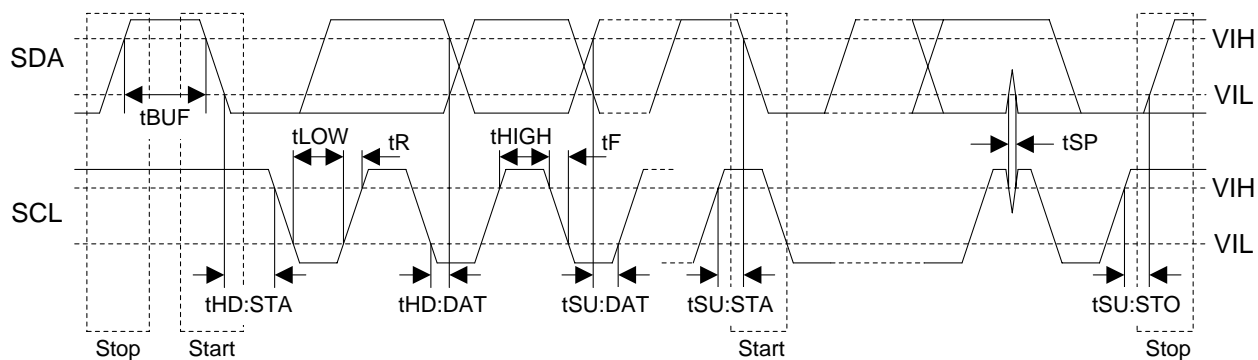 SDA
VIH
VIL
tBUF
tLOW
tR
tHIGH
tF
tSP
SCL
VIH
VIL
tHD:STA
tHD:DAT
tSU:DAT
tSU:STA
tSU:STO
Stop
Start
Start
Stop